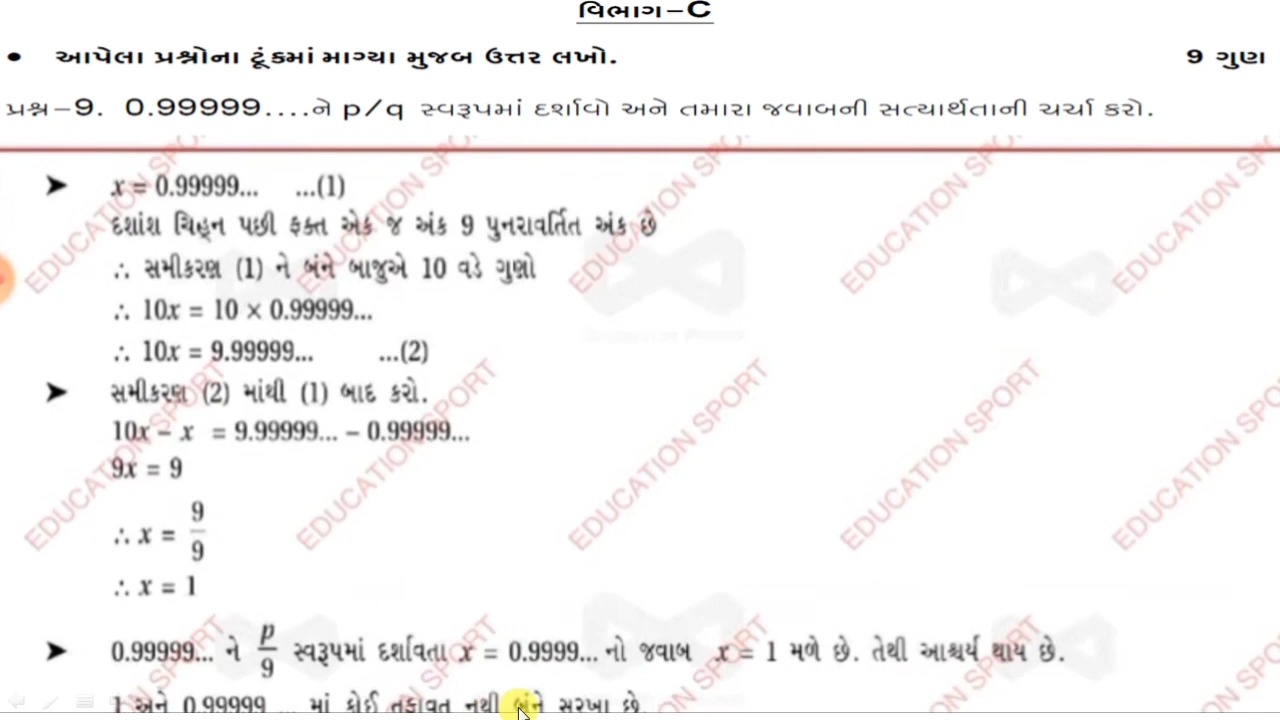 વિભાગ-C
• આપેલા પ્રશ્નોના ટૂંકમાં માગ્યા મુજબ ઉત્તર લખો. 9 ગુણ
પ્રશ્ન-9. 0.99999....ને p/q સ્વરૂપમાં દર્શાવો અને તમારા જવાબની સત્યાર્થતાની ચર્ચા કરો.
➤ x = 0.99999... ...(1)
દશાંશ ચિહ્ન પછી ફક્ત એક જ અંક 9 પુનરાવર્તિત અંક છે
∴ સમીકરણ (1) ને બંને બાજુએ 10 વડે ગુણો
∴ 10x = 10 × 0.99999...
∴ 10x = 9.99999... ...(2)
➤ સમીકરણ (2) માંથી (1) બાદ કરો.
10x – x = 9.99999... – 0.99999...
9x = 9
∴ x = 9/9
∴ x = 1
➤ 0.99999... ને p/9 સ્વરૂપમાં દર્શાવતા x = 0.9999... નો જવાબ x = 1 મળે છે. તેથી આશ્ચર્ય થાય છે.
1 અને 0.99999 ... માં કોઈ તફાવત નથી બંને સરખા છે.
EDUCATION SPORT